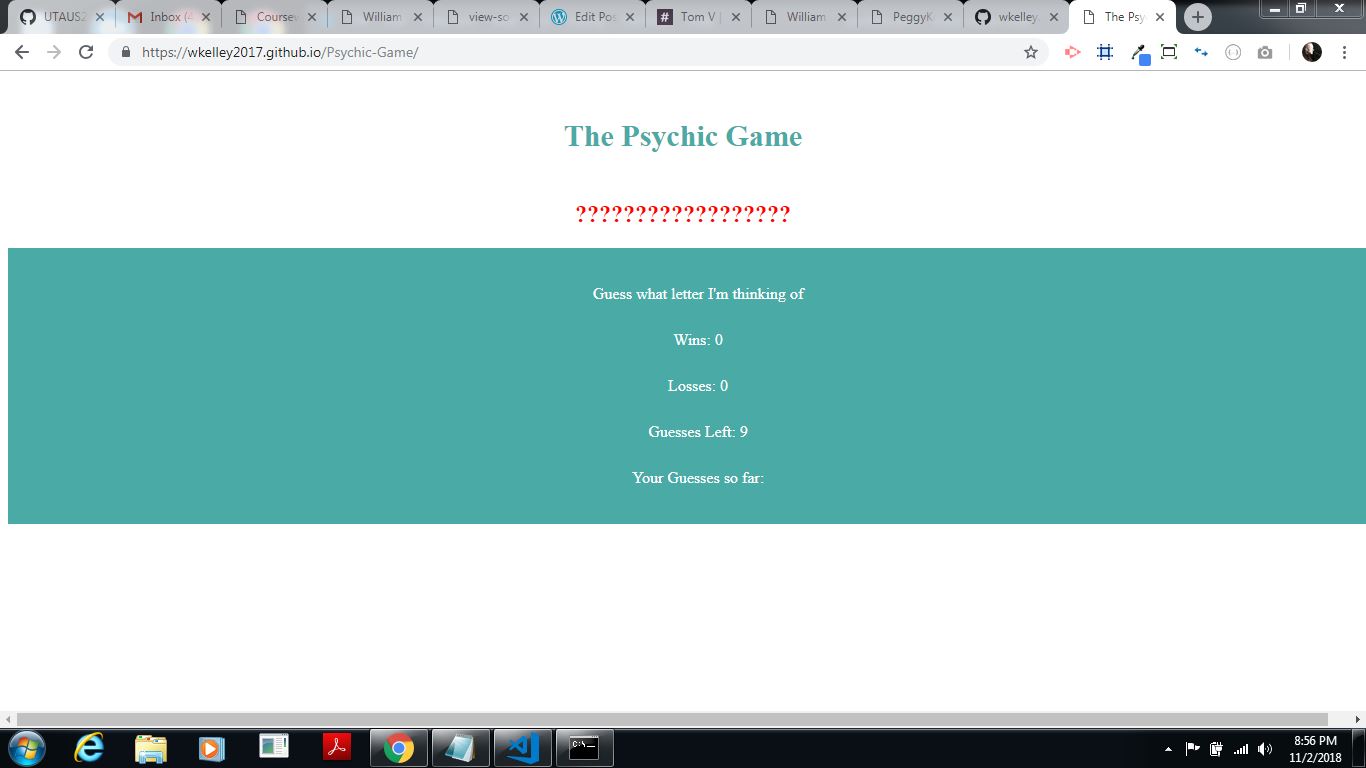 UTAUS
Inbox (4
Coursew
William
view-so
Edit Pos
Tom V |
William
PeggyK
wkelley
The Psy
https://wkelley2017.github.io/Psychic-Game/
The Psychic Game
??????????????????
Guess what letter I'm thinking of
Wins: 0
Losses: 0
Guesses Left: 9
Your Guesses so far:
8:56 PM
11/2/2018